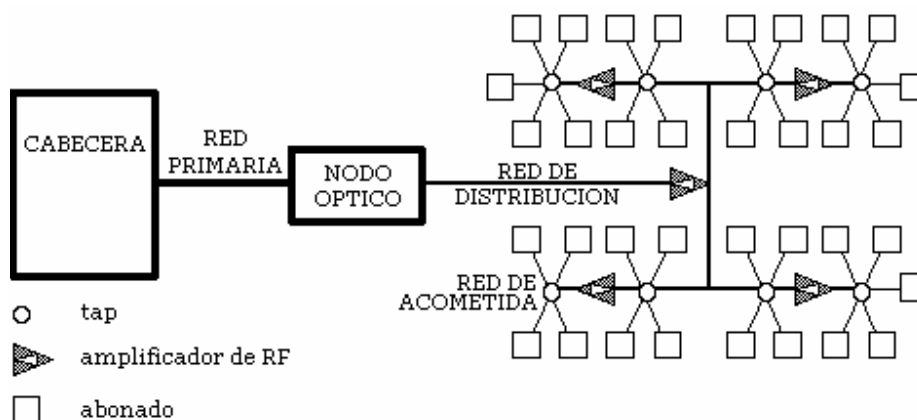 CABECERA
RED
PRIMARIA
NODO
OPTICO
RED DE
DISTRIBUCION
RED DE
ACOMETIDA
tap
amplificador de RF
abonado